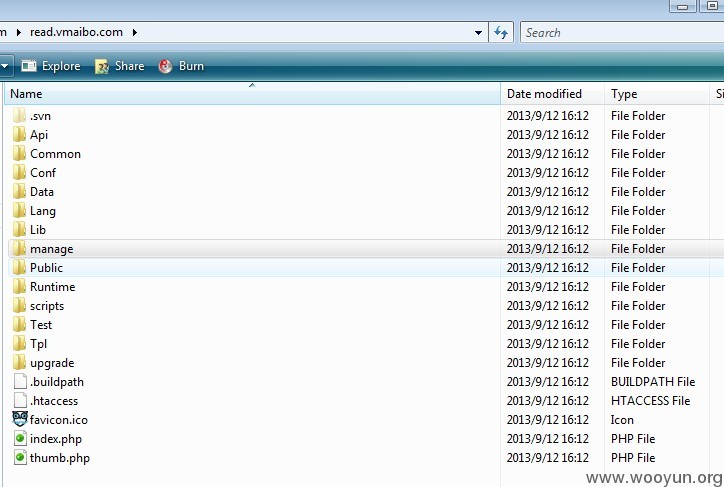 m ▸ read.vmaibo.com ▸ Search
Explore Share Burn
Name Date modified Type Si
.svn 2013/9/12 16:12 File Folder
Api 2013/9/12 16:12 File Folder
Common 2013/9/12 16:12 File Folder
Conf 2013/9/12 16:12 File Folder
Data 2013/9/12 16:12 File Folder
Lang 2013/9/12 16:12 File Folder
Lib 2013/9/12 16:12 File Folder
manage 2013/9/12 16:12 File Folder
Public 2013/9/12 16:12 File Folder
Runtime 2013/9/12 16:12 File Folder
scripts 2013/9/12 16:12 File Folder
Test 2013/9/12 16:12 File Folder
Tpl 2013/9/12 16:12 File Folder
upgrade 2013/9/12 16:12 File Folder
.buildpath 2013/9/12 16:12 BUILDPATH File
.htaccess 2013/9/12 16:12 HTACCESS File
favicon.ico 2013/9/12 16:12 Icon
index.php 2013/9/12 16:12 PHP File
thumb.php 2013/9/12 16:12 PHP File
www.wooyun.org